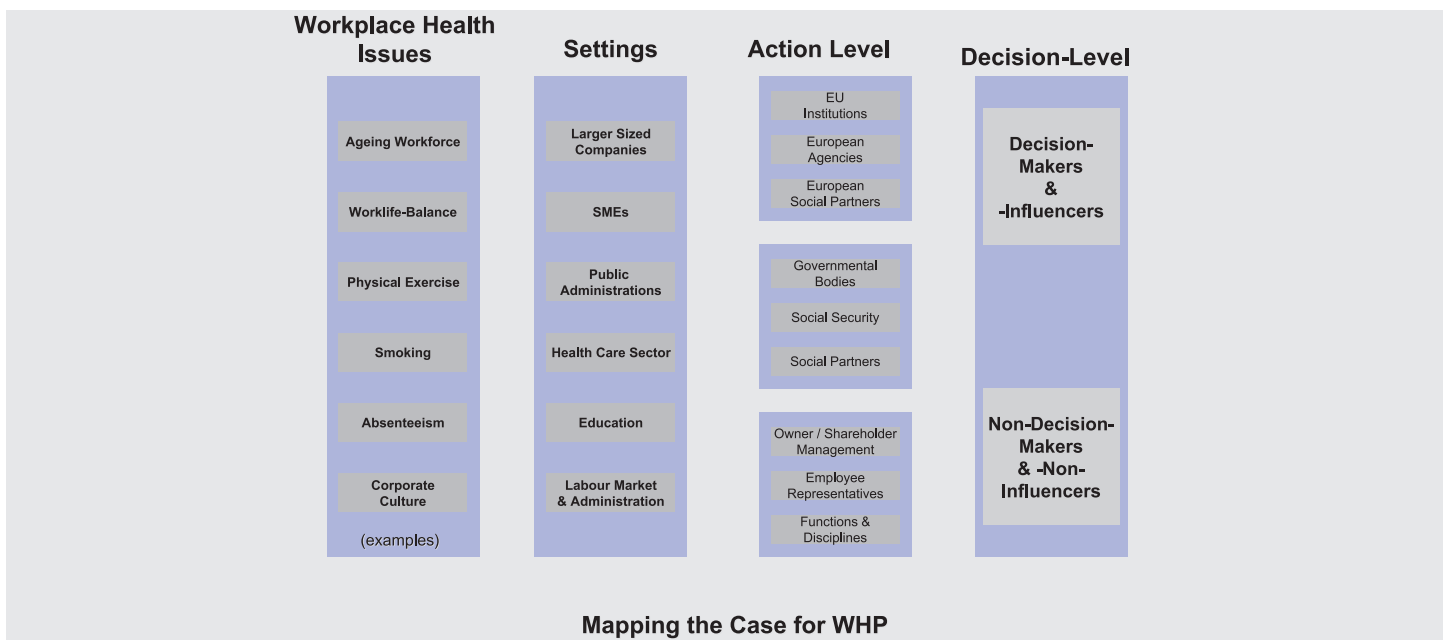 Workplace Health
Issues
Ageing Workforce
Worklife-Balance
Physical Exercise
Smoking
Absenteeism
Corporate
Culture
(examples)
Settings
Larger Sized
Companies
SMEs
Public
Administrations
Health Care Sector
Education
Labour Market
& Administration
Action Level
EU
Institutions
European
Agencies
European
Social Partners
Governmental
Bodies
Social Security
Social Partners
Owner / Shareholder
Management
Employee
Representatives
Functions &
Disciplines
Decision-Level
Decision-
Makers
&
-Influencers
Non-Decision-
Makers
& -Non-
Influencers
Mapping the Case for WHP